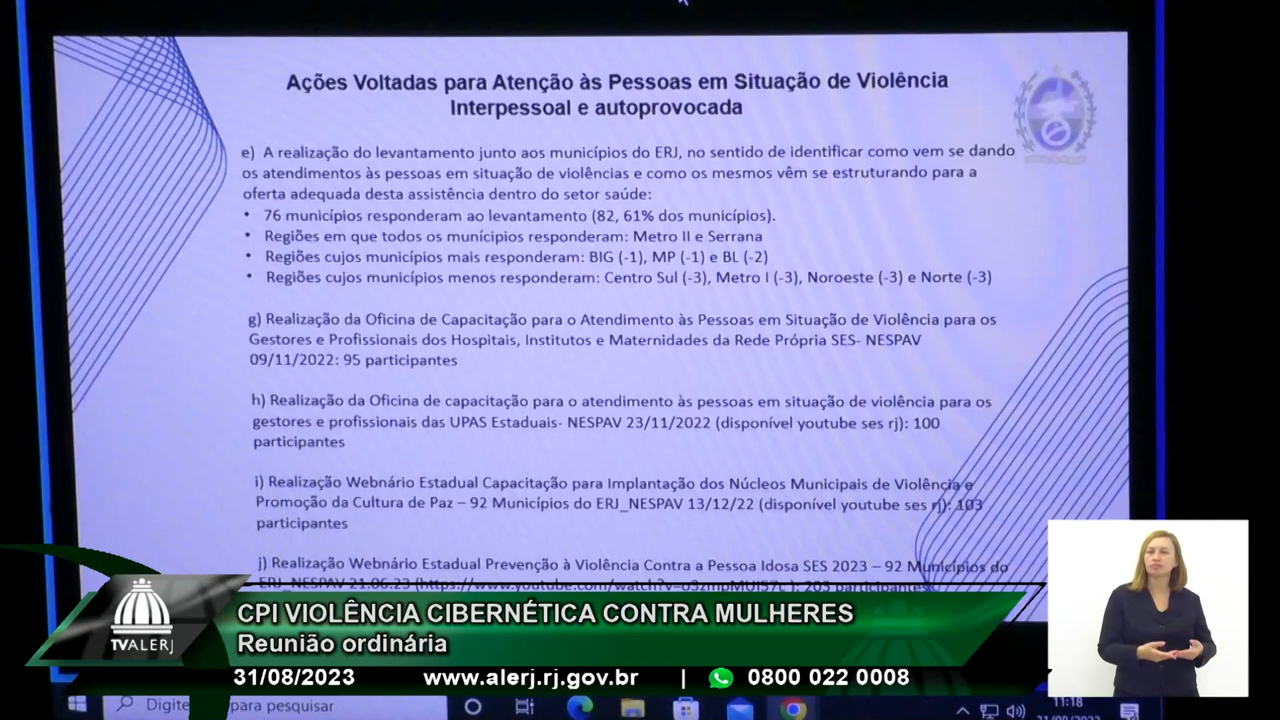 Ações Voltadas para Atenção às Pessoas em Situação de Violência
Interpessoal e autoprovocada
e) A realização do levantamento junto aos municípios do ERJ, no sentido de identificar como vem se dando
os atendimentos às pessoas em situação de violências e como os mesmos vêm se estruturando para a
oferta adequada desta assistência dentro do setor saúde:
• 76 municípios responderam ao levantamento (82, 61% dos municípios).
• Regiões em que todos os munícipios responderam: Metro II e Serrana
• Regiões cujos municípios mais responderam: BIG (-1), MP (-1) e BL (-2)
• Regiões cujos municípios menos responderam: Centro Sul (-3), Metro I (-3), Noroeste (-3) e Norte (-3)
g) Realização da Oficina de Capacitação para o Atendimento às Pessoas em Situação de Violência para os
Gestores e Profissionais dos Hospitais, Institutos e Maternidades da Rede Própria SES- NESPAV
09/11/2022: 95 participantes
h) Realização da Oficina de capacitação para o atendimento às pessoas em situação de violência para os
gestores e profissionais das UPAS Estaduais- NESPAV 23/11/2022 (disponível youtube ses rj): 100
participantes
i) Realização Webnário Estadual Capacitação para Implantação dos Núcleos Municipais de Violência e
Promoção da Cultura de Paz – 92 Municípios do ERJ_NESPAV 13/12/22 (disponível youtube ses rj): 103
participantes
j) Realização Webnário Estadual Prevenção à Violência Contra a Pessoa Idosa SES 2023 – 92 Municípios do
ERJ_NESPAV 21.06.23 203 participantes
CPI VIOLÊNCIA CIBERNÉTICA CONTRA MULHERES
Reunião ordinária
TVALERJ
31/08/2023 www.alerj.rj.gov.br | 0800 022 0008
Digite para pesquisar
11:18
31/08/2023